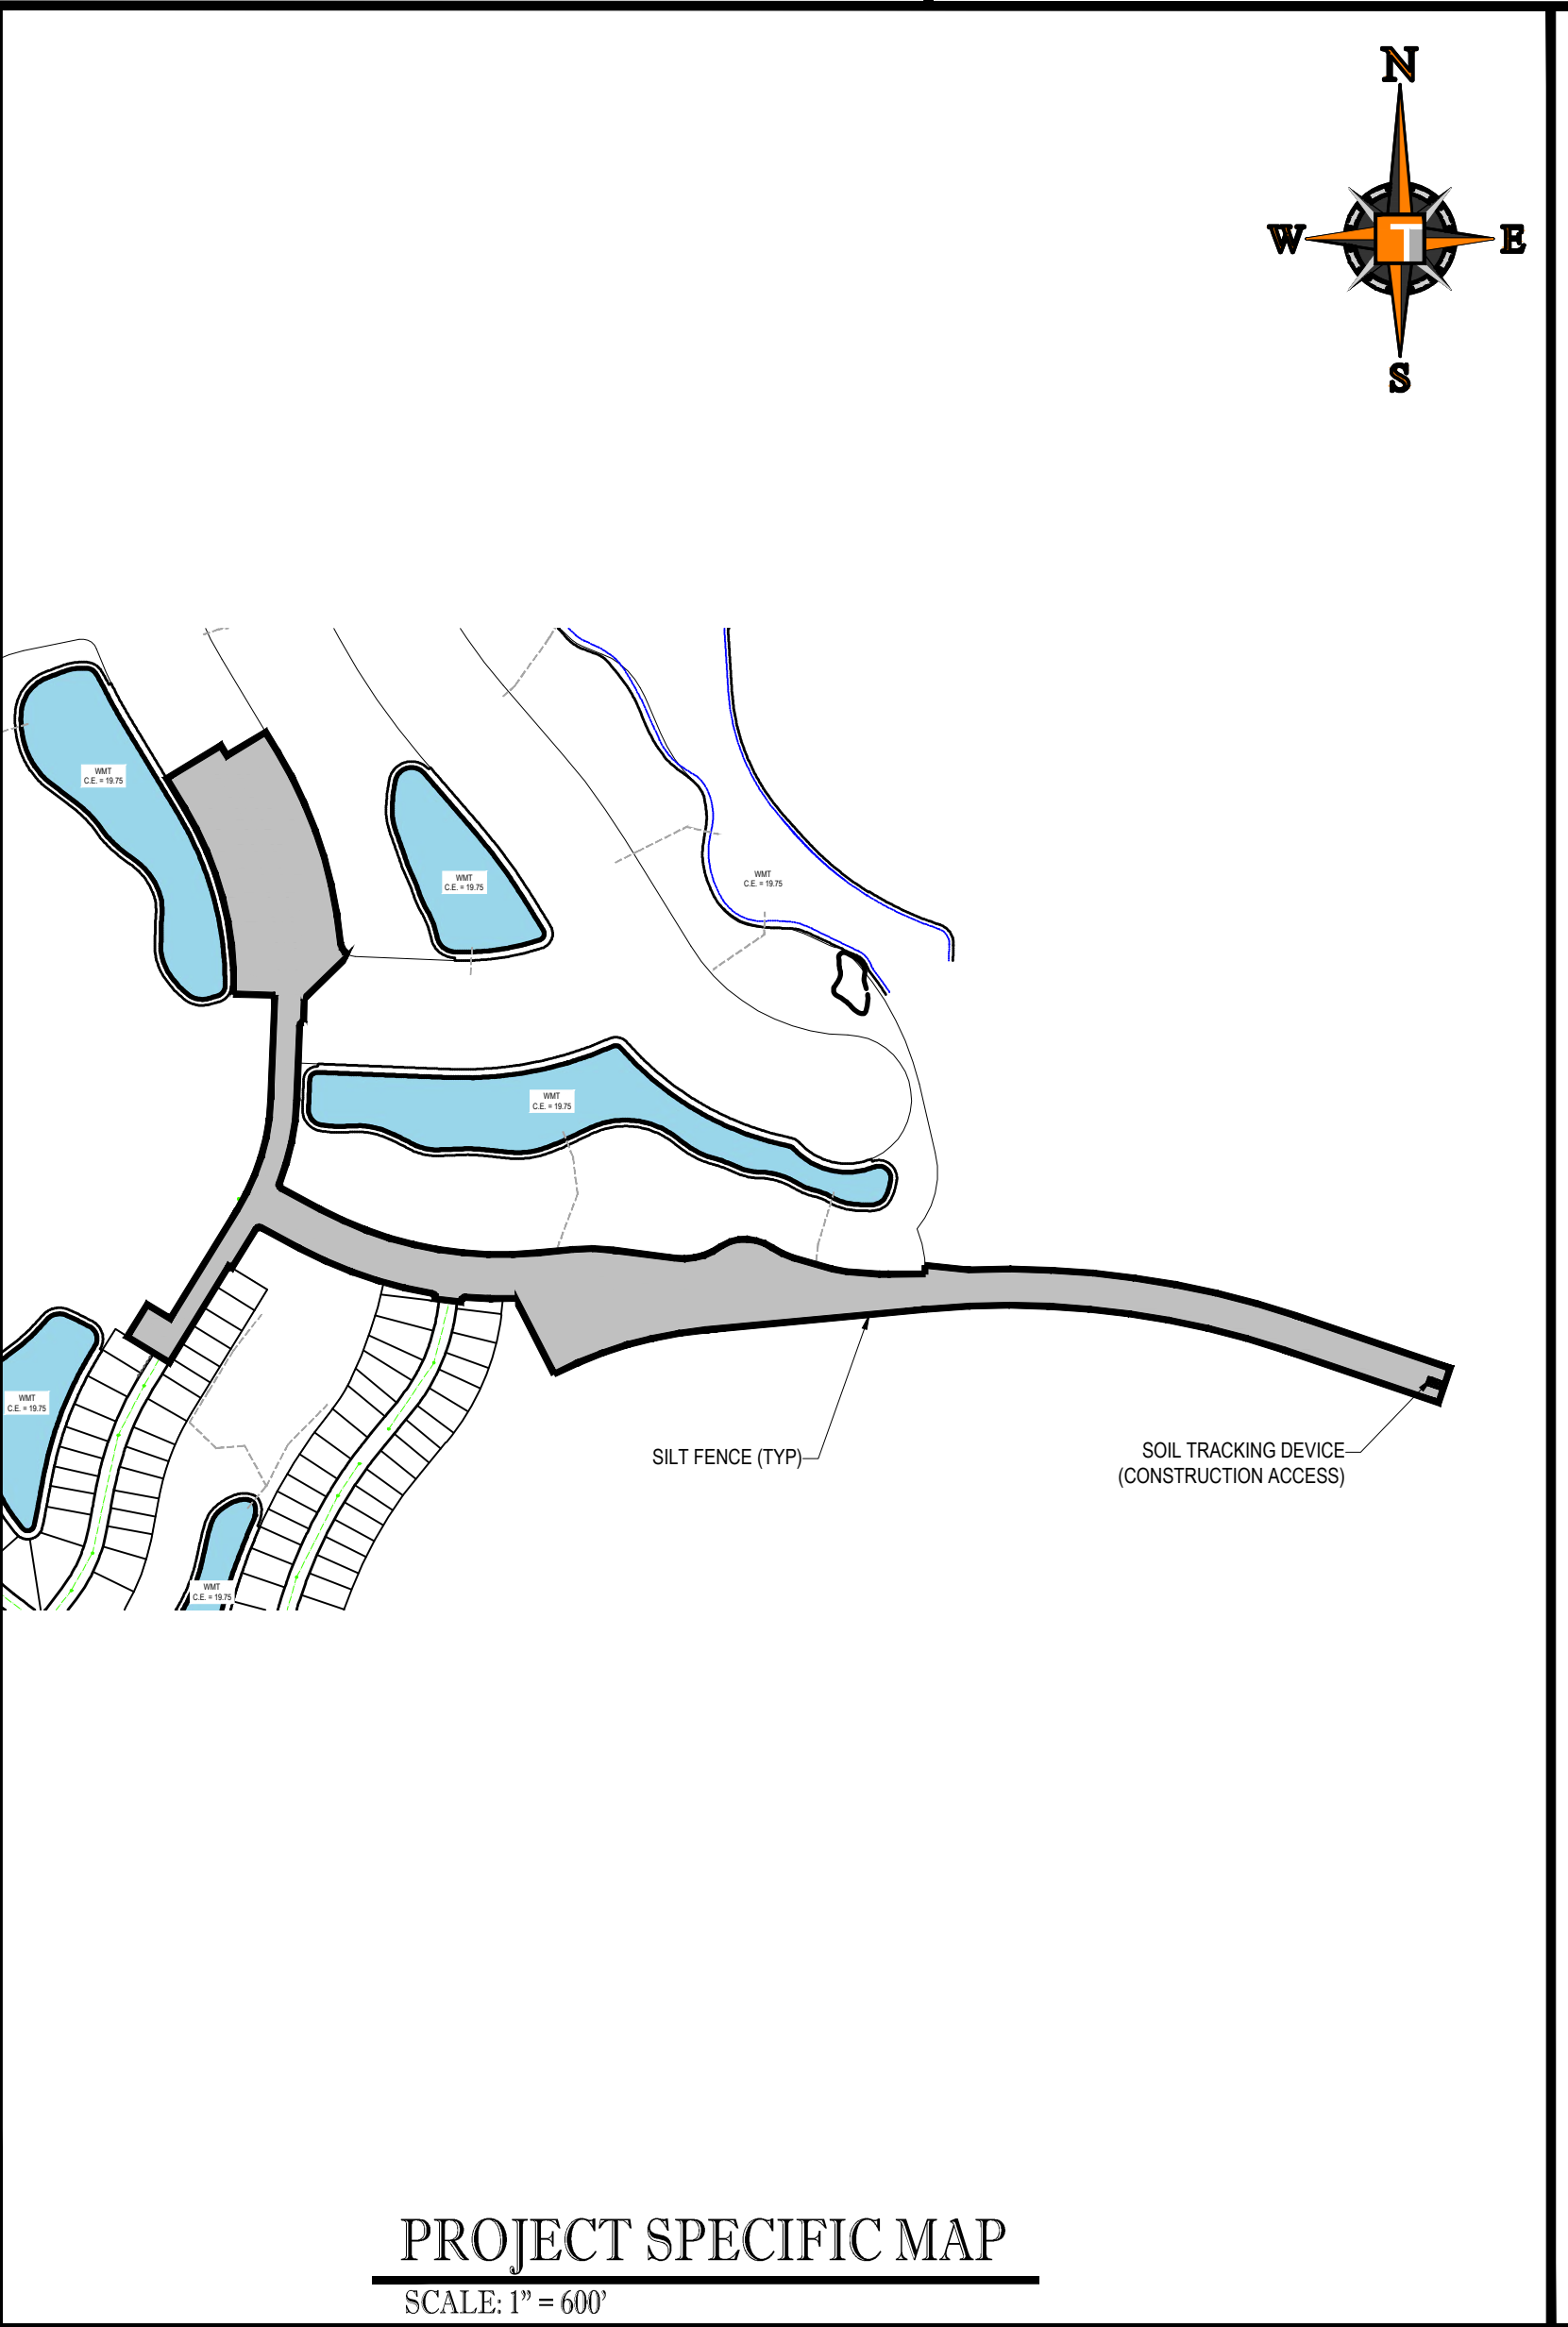 N
W
T
E
S
WMT
C.E. = 19.75
WMT
C.E. = 19.75
WMT
C.E. = 19.75
WMT
C.E. = 19.75
WMT
C.E. = 19.75
SILT FENCE (TYP)
SOIL TRACKING DEVICE
(CONSTRUCTION ACCESS)
WMT
C.E. = 19.75
PROJECT SPECIFIC MAP
SCALE: 1” = 600’